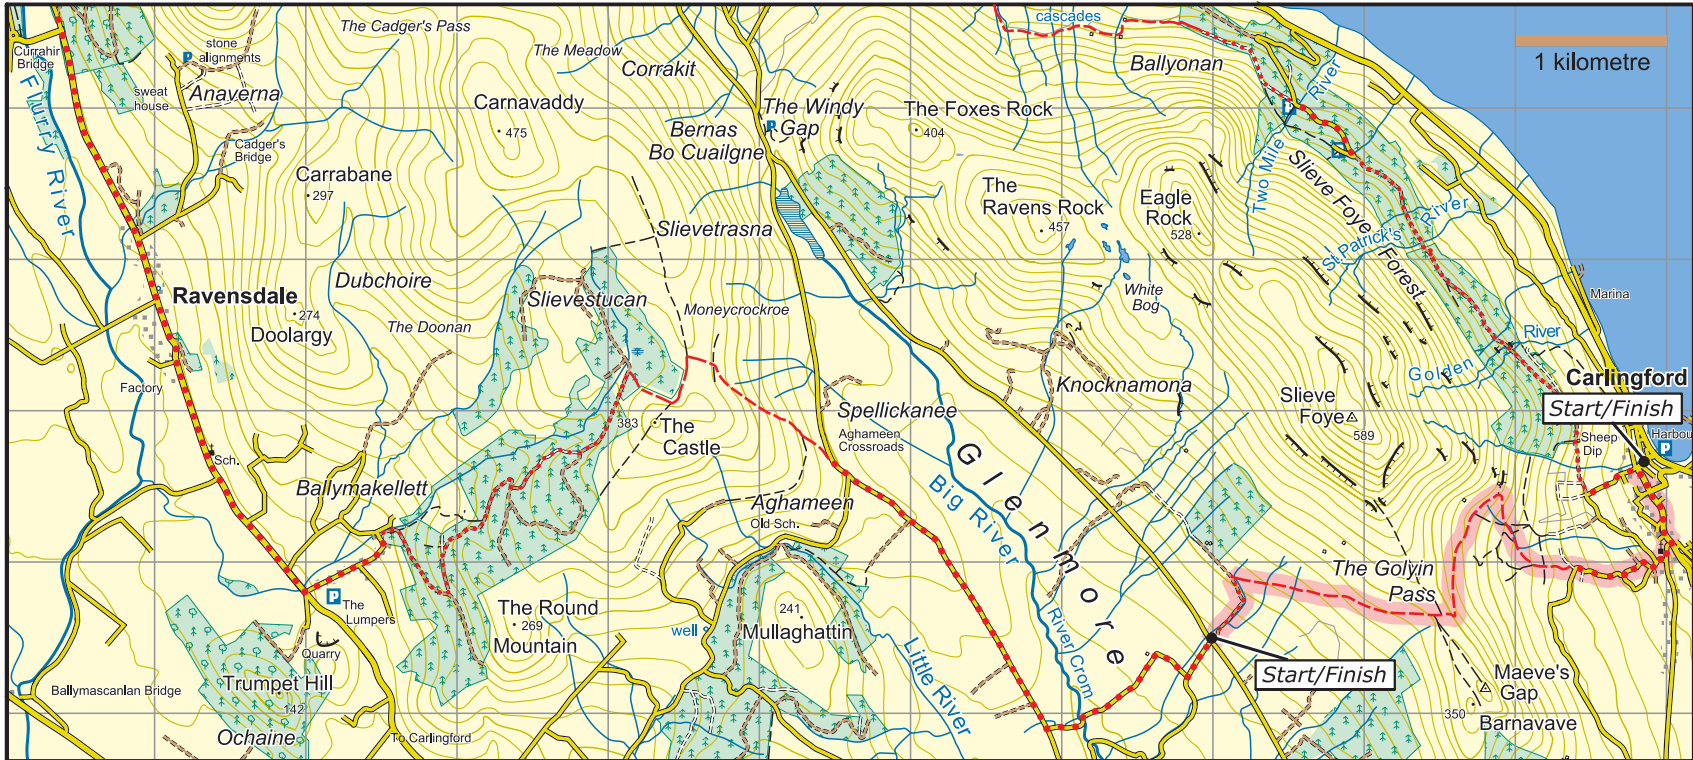 The Cadger's Pass
cascades
stone
alignments
Currahir
Bridge
The Meadow
Corrakit
Ballyonan
River
1 kilometre
sweat
house
Anaverna
Carnavaddy
475
The Windy
Gap
The Foxes Rock
404
Flurry River
Cadger's
Bridge
Bernas
Bo Cuailgne
Two Mile
Slieve Foye Forest
Carrabane
297
The
Ravens Rock
457
Eagle
Rock
528
St Patrick's
River
Slievetrasna
Dubchoire
White
Bog
Marina
Ravensdale
274
Doolargy
The Doonan
Slievestucan
Moneycrockroe
River
Golden
Factory
Knocknamona
Carlingford
Start/Finish
Slieve
Foye
589
Spellickanee
Aghameen
Crossroads
383
The
Castle
Sheep
Dip
Harbou
Sch.
Ballymakellett
Glenmore
Big River
Aghameen
Old Sch.
The Golyin
Pass
The
Lumpers
The Round
Mountain
269
241
Mullaghattin
well
River Crom
Little River
Quarry
Start/Finish
Maeve's
Gap
350
Barnavave
Ballymascanlan Bridge
Trumpet Hill
142
Ochaine
To Carlingford
P
P
P
P